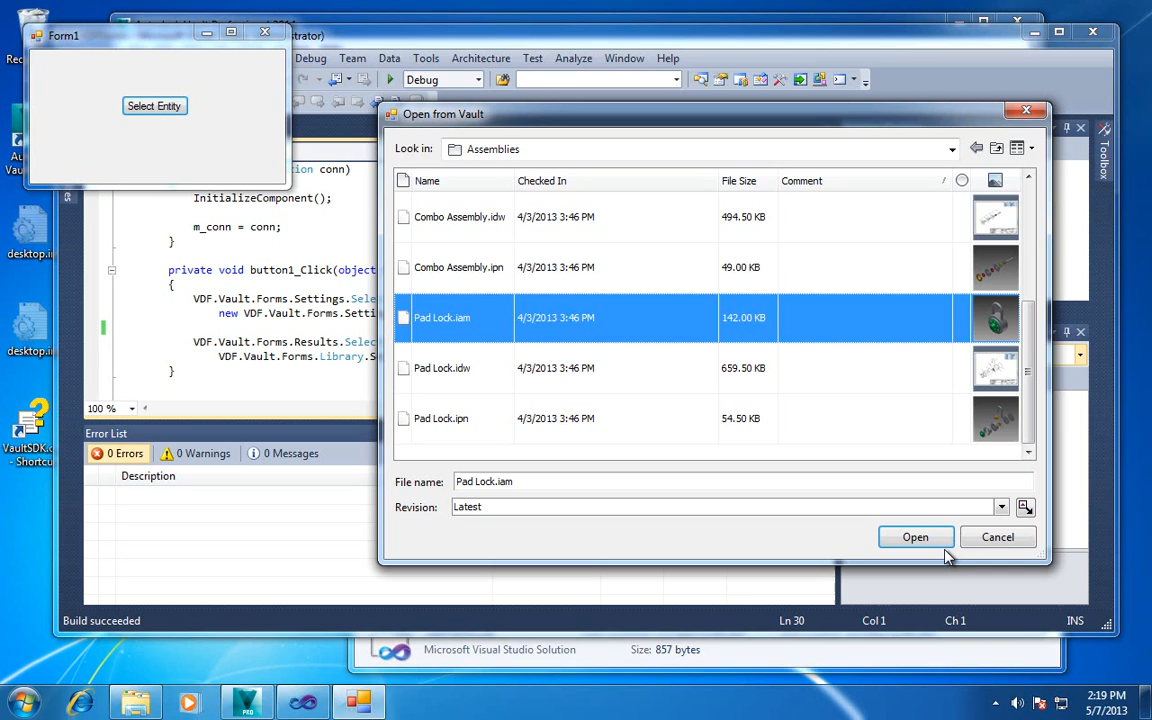 Form1
Select Entity
Debug Team Data Tools Architecture Test Analyze Window Help
Debug
Open from Vault
Look in: Assemblies
Name Checked In File Size Comment
Combo Assembly.idw 4/3/2013 3:46 PM 494.50 KB
Combo Assembly.ipn 4/3/2013 3:46 PM 49.00 KB
Pad Lock.iam 4/3/2013 3:46 PM 142.00 KB
Pad Lock.idw 4/3/2013 3:46 PM 659.50 KB
Pad Lock.ipn 4/3/2013 3:46 PM 54.50 KB
File name: Pad Lock.iam
Revision: Latest
Open Cancel
Toolbox
conn)
InitializeComponent();
m_conn = conn;
}
private void button1_Click(object
{
VDF.Vault.Forms.Settings.Sele
new VDF.Vault.Forms.Setti
VDF.Vault.Forms.Results.Selec
VDF.Vault.Forms.Library.S
}
100 %
Error List
0 Errors 0 Warnings 0 Messages
Description
Build succeeded Ln 30 Col 1 Ch 1 INS
Microsoft Visual Studio Solution Size: 857 bytes
desktop.in
desktop.in
VaultSDK.c
- Shortcu
PRO
2:19 PM
5/7/2013